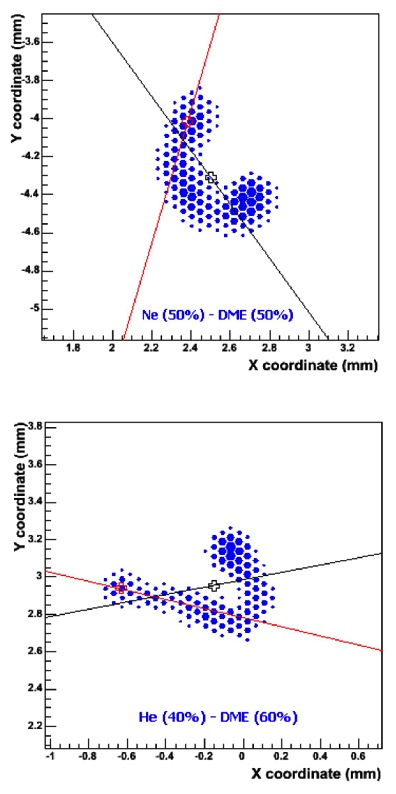 Y coordinate (mm)
-3.6
-4
-4.2
-4.4
-4.6
-4.8
-5
Ne (50%) - DME (50%)
1.8 2 2.2 2.4 2.6 2.8 3 3.2
X coordinate (mm)
Y coordinate (mm)
3.8
3.6
3.4
3.2
3
2.8
2.6
2.4
2.2
He (40%) - DME (60%)
-1 -0.8 -0.6 -0.4 -0.2 0 0.2 0.4 0.6
X coordinate (mm)